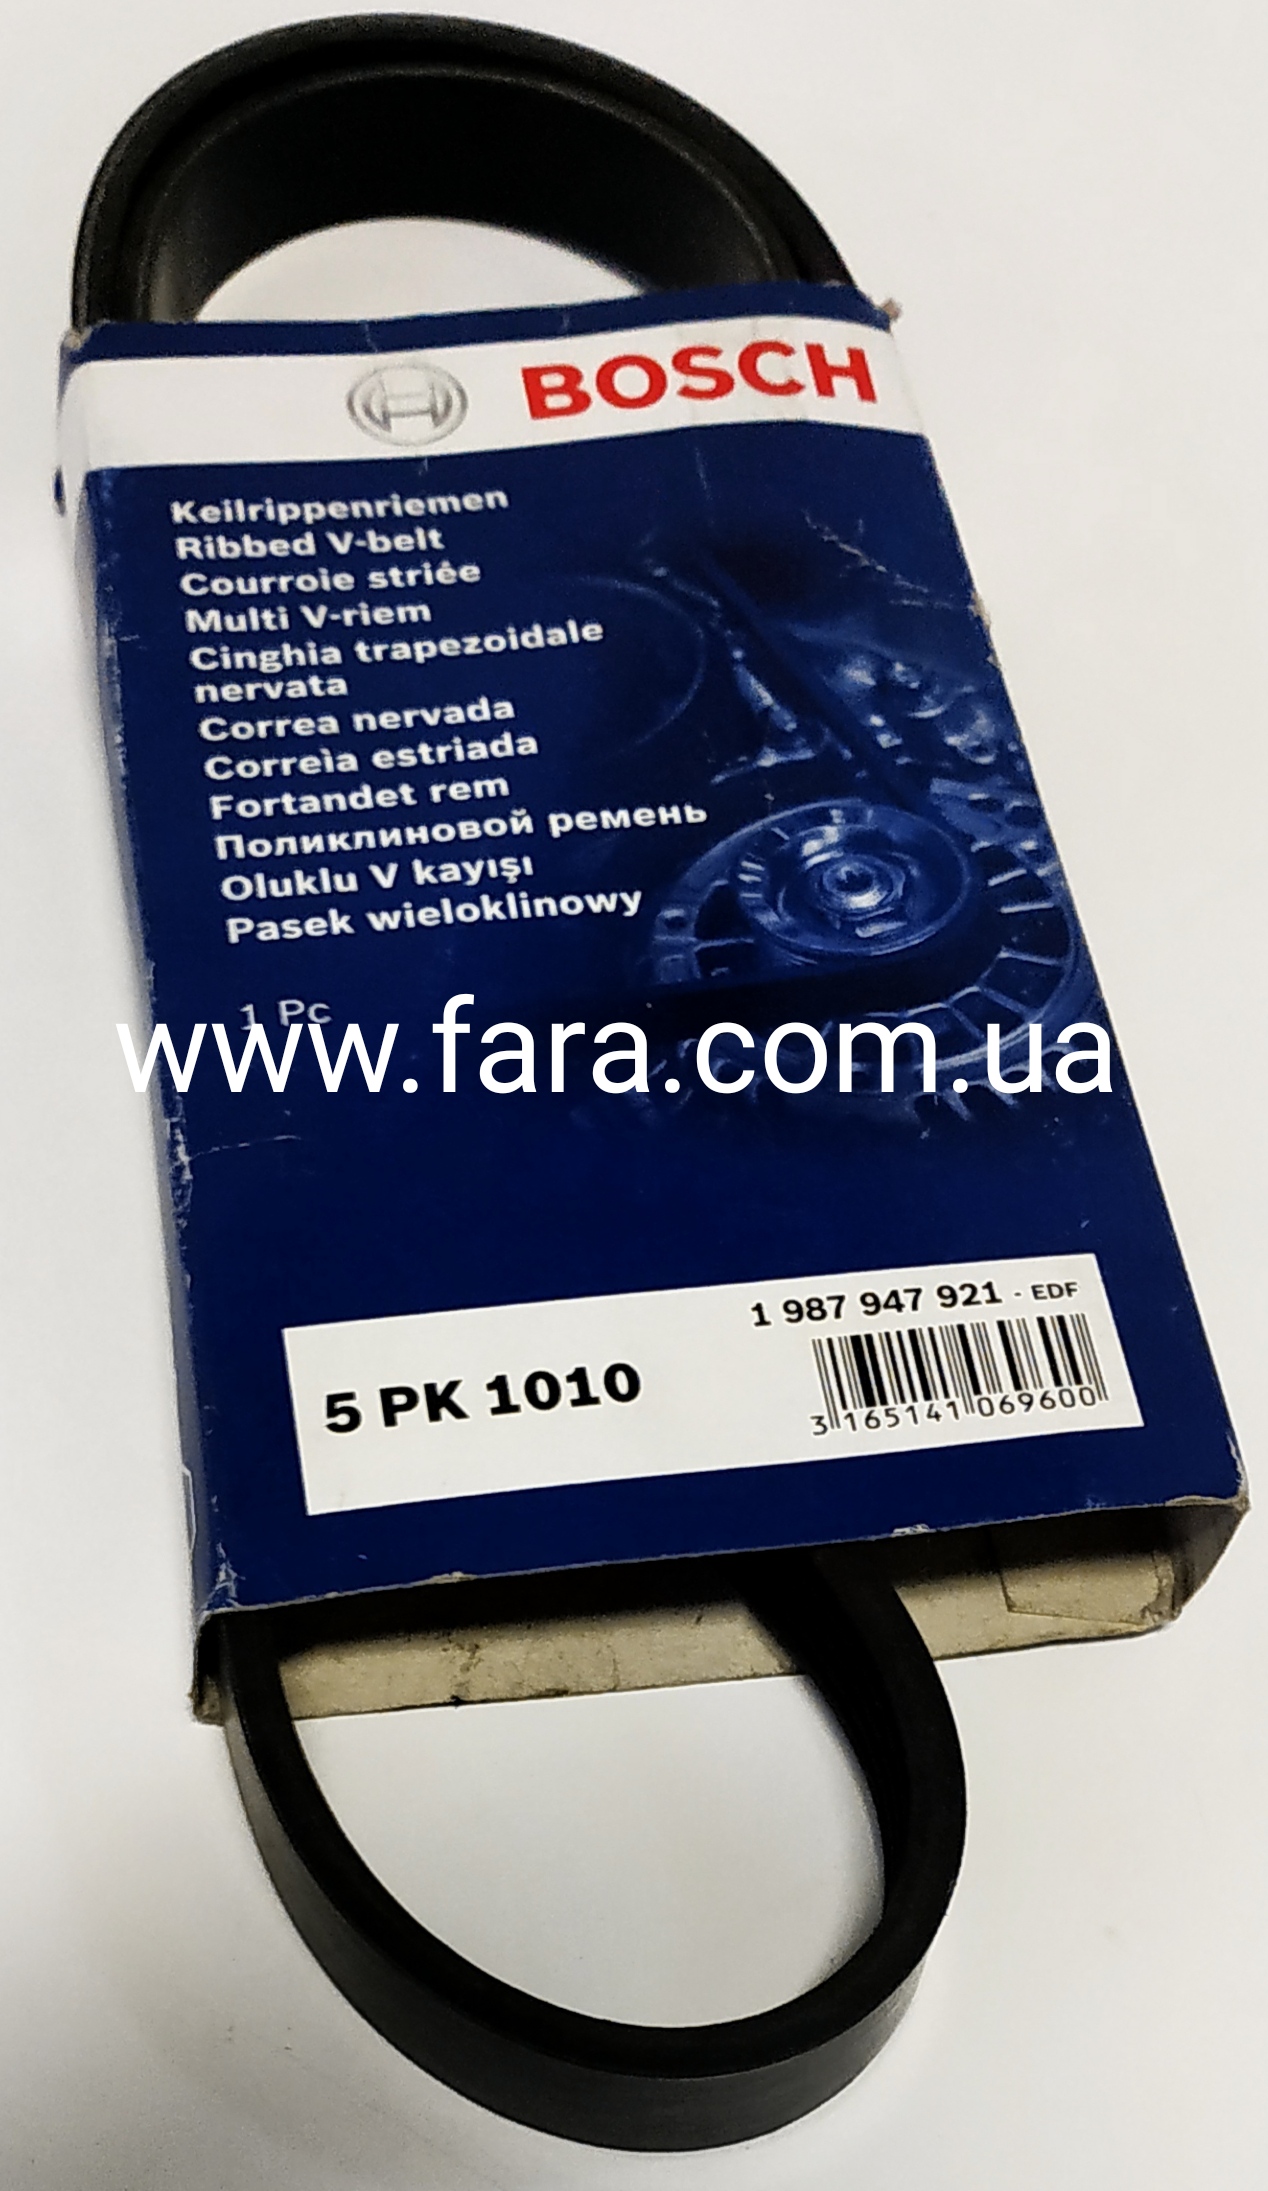 BOSCH
Keilrippenriemen
Ribbed V-belt
Courroie striée
Multi V-riem
Cinghia trapezoidale
nervata
Correa nervada
Correia estriada
Fortandet rem
Поликлиновой ремень
Oluklu V kayışı
Pasek wieloklinowy
1 Pc
www.fara.com.ua
1 987 947 921 - EDF
5 PK 1010
3 165141 069600